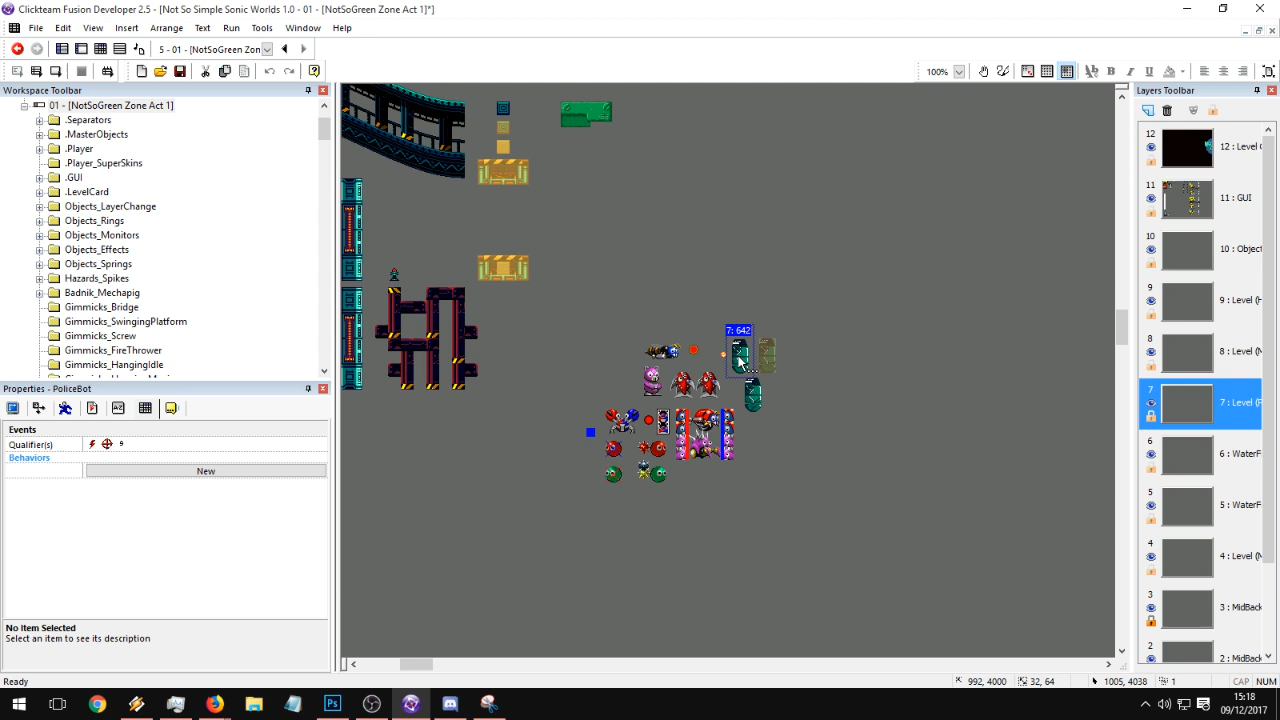 Clickteam Fusion Developer 2.5 - [Not So Simple Sonic Worlds 1.0 - 01 - [NotSoGreen Zone Act 1]*]
File Edit View Insert Arrange Text Run Tools Window Help
5 - 01 - [NotSoGreen Zon
100%
Workspace Toolbar
01 - [NotSoGreen Zone Act 1]
.Separators
.MasterObjects
.Player
.Player_SuperSkins
.GUI
.LevelCard
Objects_LayerChange
Objects_Rings
Objects_Monitors
Objects_Effects
Objects_Springs
Hazards_Spikes
Badnik_Mechapig
Gimmicks_Bridge
Gimmicks_SwingingPlatform
Gimmicks_Screw
Gimmicks_FireThrower
Gimmicks_HangingIdle
Properties - PoliceBot
Events
Qualifier(s) 9
Behaviors
New
No Item Selected
Select an item to see its description
7: 642
Layers Toolbar
12
12 : Level
11
11 : GUI
10
10 : Object
9
9 : Level (
8
8 : Level (
7
7 : Level (
6
6 : WaterF
5
5 : WaterF
4
4 : Level (
3
3 : MidBack
2
2 : MidBack
Ready
992, 4000
32, 64
1005, 4038
1
CAP NUM
Ps
15:18
09/12/2017